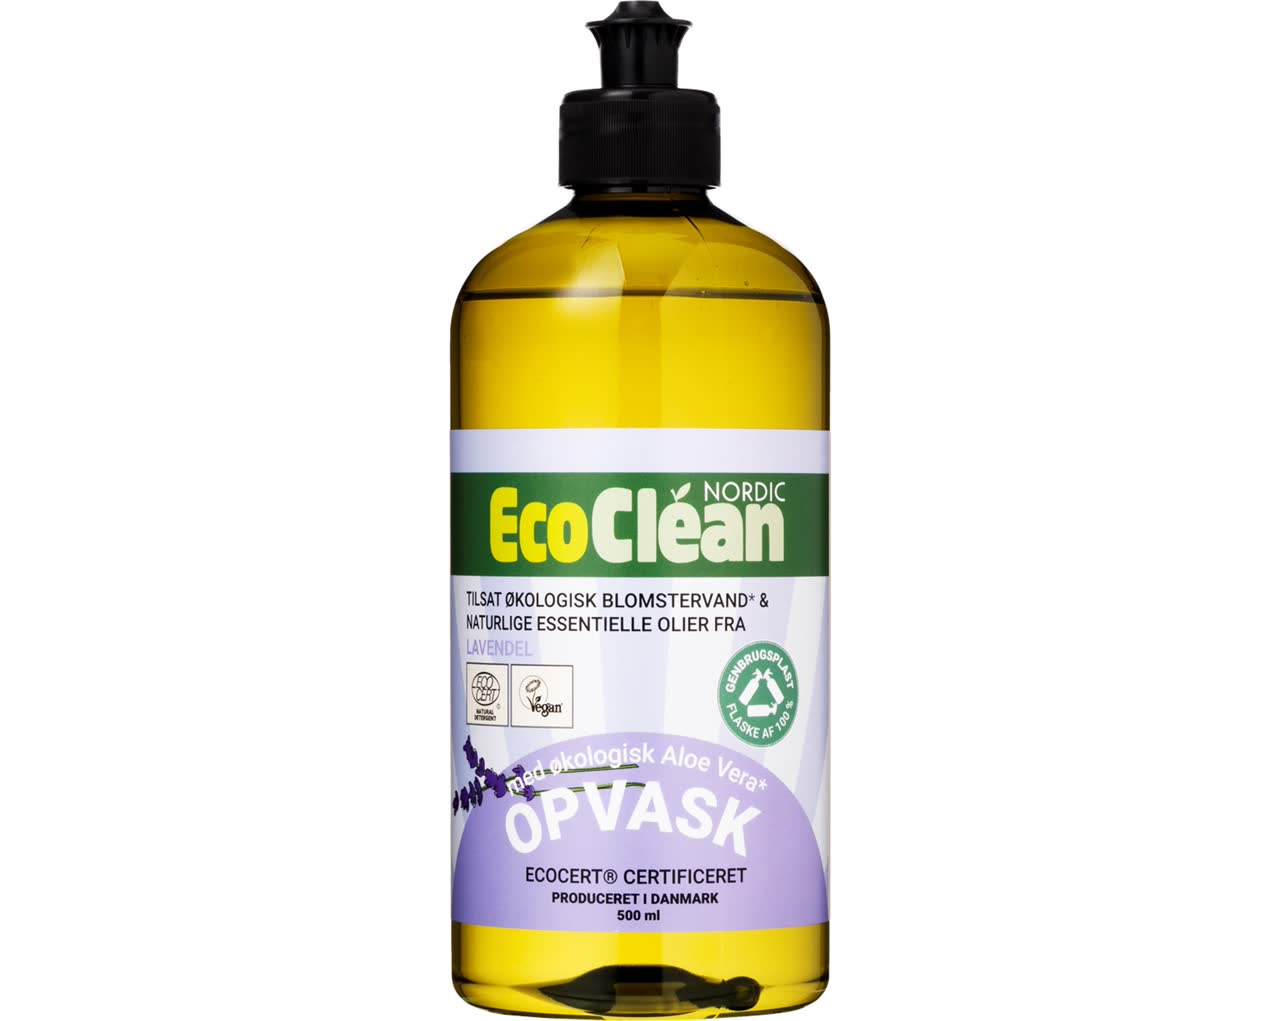 NORDIC
EcoClean
TILSAT ØKOLOGISK BLOMSTERVAND* &
NATURLIGE ESSENTIELLE OLIER FRA
LAVENDEL
ECO
CERT
NATURAL
DETERGENT
Vegan
GENBRUGSPLAST
FLASKE AF 100 %
med økologisk Aloe Vera*
OPVASK
ECOCERT® CERTIFICERET
PRODUCERET I DANMARK
500 ml